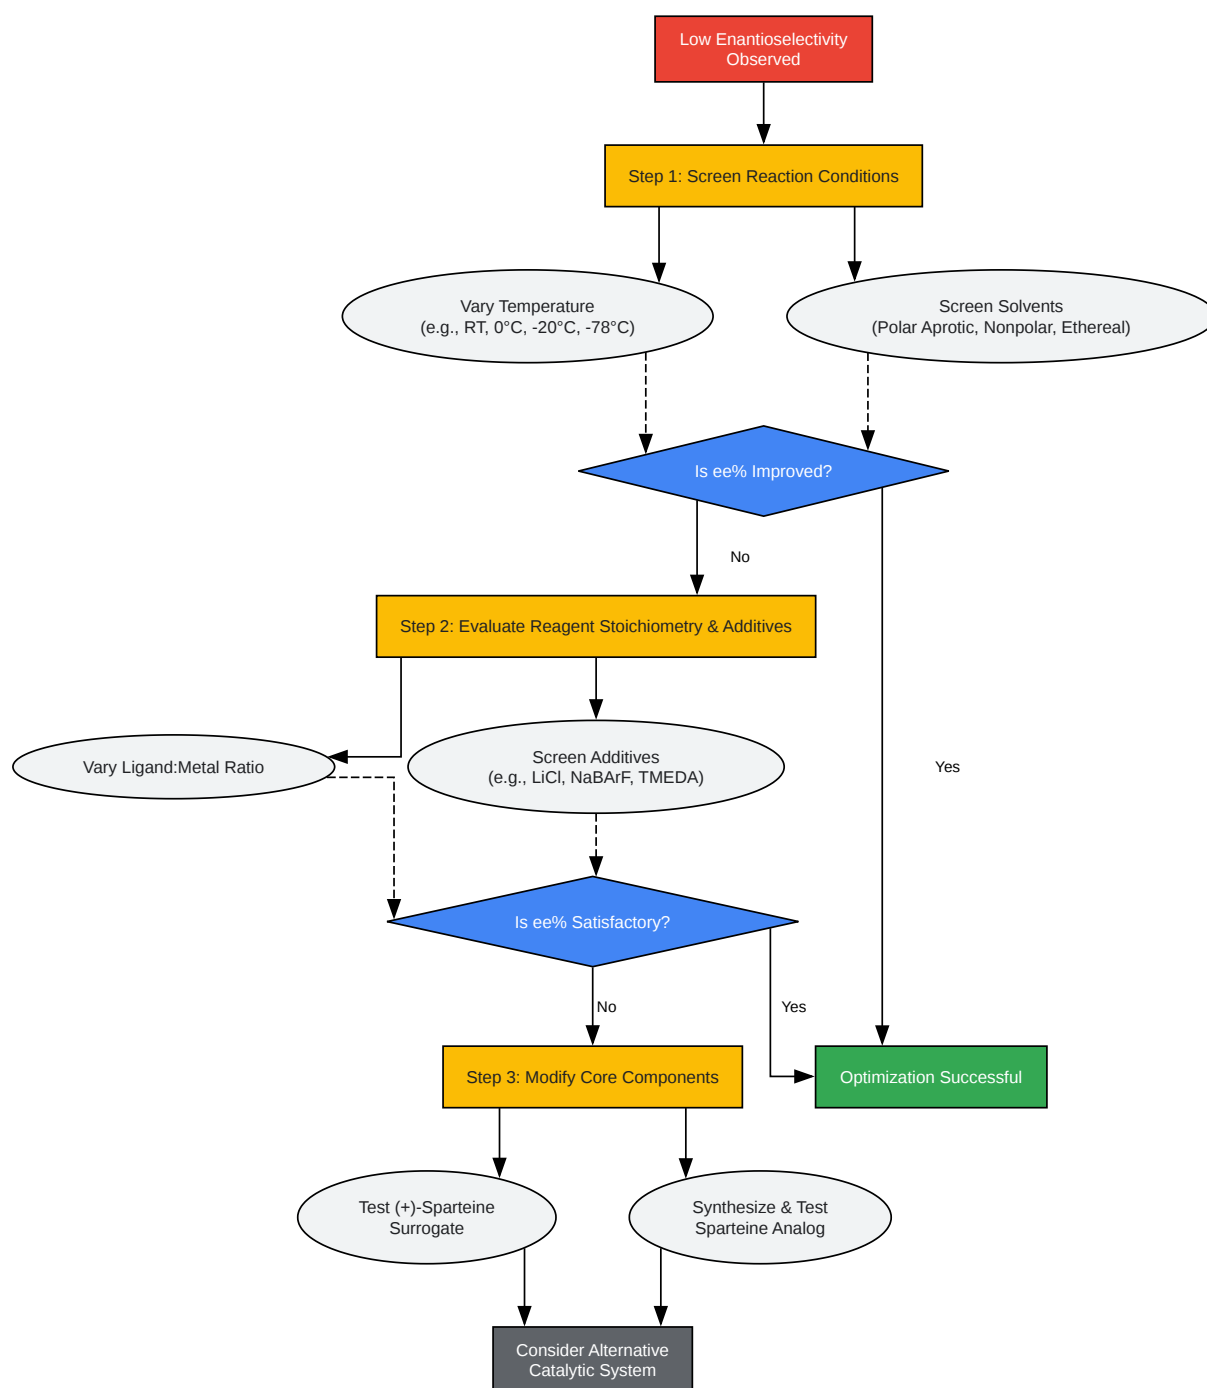 Low Enantioselectivity
Observed
Step 1: Screen Reaction Conditions
Vary Temperature
(e.g., RT, 0°C, -20°C, -78°C)
Screen Solvents
(Polar Aprotic, Nonpolar, Ethereal)
Is ee% Improved?
No
Step 2: Evaluate Reagent Stoichiometry & Additives
Vary Ligand:Metal Ratio
Screen Additives
(e.g., LiCl, NaBArF, TMEDA)
Yes
Is ee% Satisfactory?
No
Yes
Step 3: Modify Core Components
Optimization Successful
Test (+)-Sparteine
Surrogate
Synthesize & Test
Sparteine Analog
Consider Alternative
Catalytic System